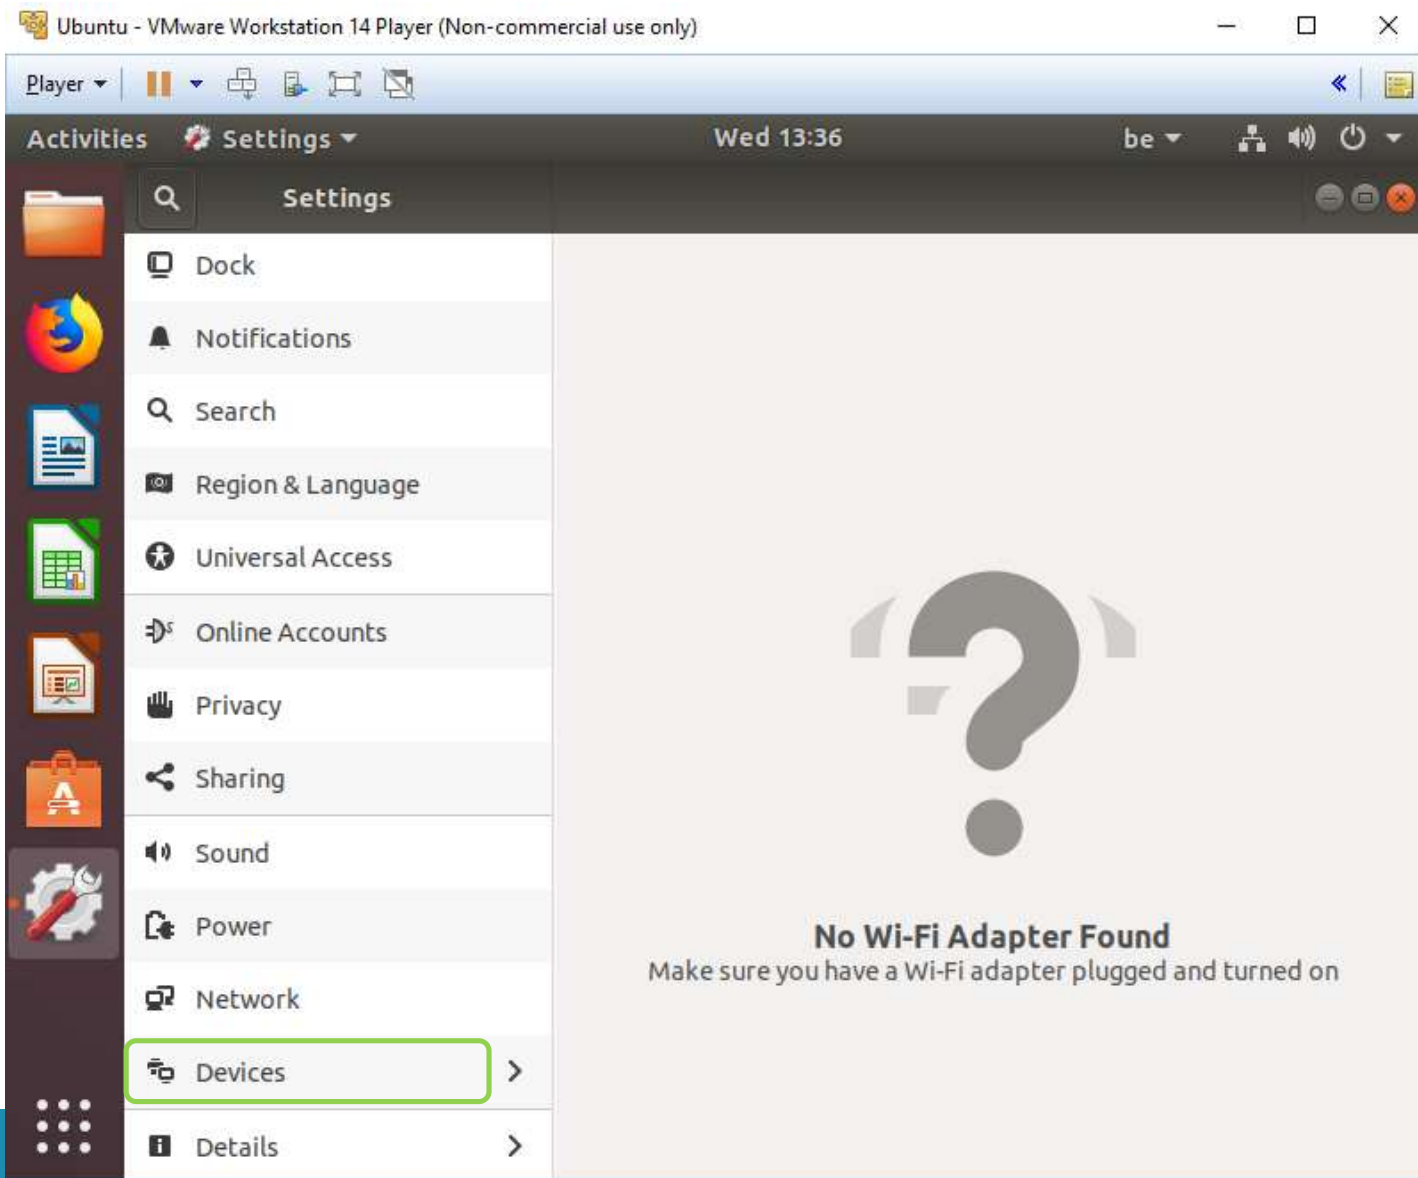 Ubuntu - VMware Workstation 14 Player (Non-commercial use only)
Player
Activities Settings Wed 13:36 be
Settings
Dock
Notifications
Search
Region & Language
Universal Access
Online Accounts
Privacy
Sharing
Sound
Power
Network
Devices
Details
No Wi-Fi Adapter Found
Make sure you have a Wi-Fi adapter plugged and turned on